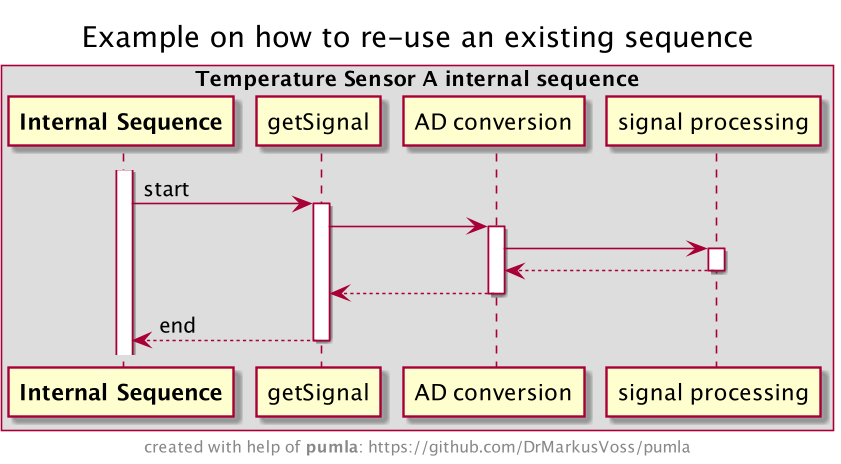 Example on how to re-use an existing sequence
Temperature Sensor A internal sequence
Internal Sequence getSignal AD conversion signal processing
start
end
Internal Sequence getSignal AD conversion signal processing
created with help of pumla: https://github.com/DrMarkusVoss/pumla